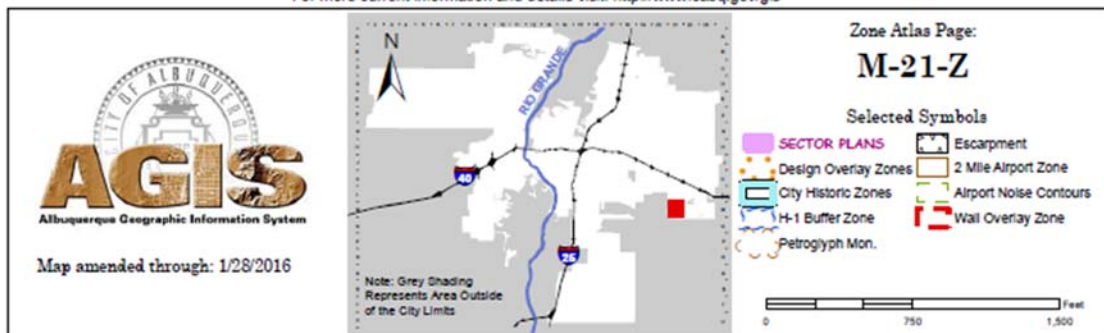 CITY OF ALBUQUERQUE
AGIS
Albuquerque Geographic Information System
Map amended through: 1/28/2016
N
RIO GRANDE
40
25
Note: Grey Shading
Represents Area Outside
of the City Limits
Zone Atlas Page:
M-21-Z
Selected Symbols
SECTOR PLANS
Escarpment
Design Overlay Zones
2 Mile Airport Zone
City Historic Zones
Airport Noise Contours
H-1 Buffer Zone
Wall Overlay Zone
Petroglyph Mon.
Feet
0 750 1,500